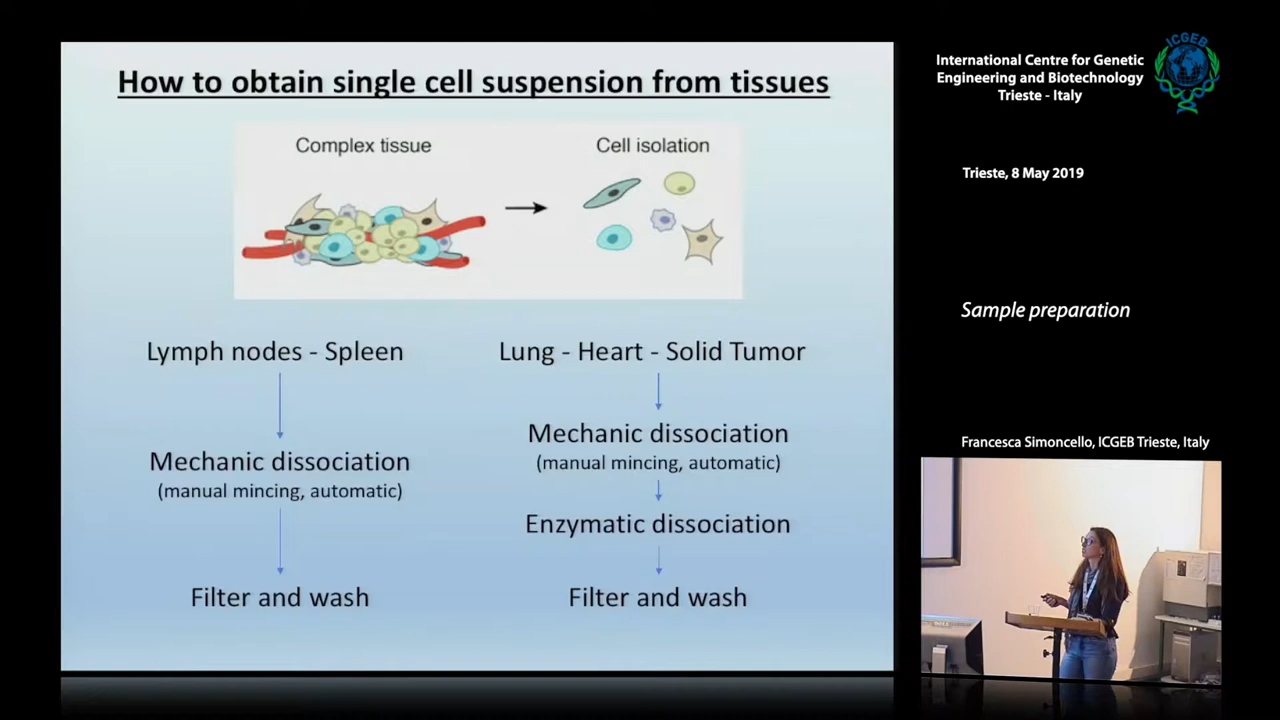 How to obtain single cell suspension from tissues
Complex tissue
Cell isolation
Lymph nodes - Spleen
Mechanic dissociation
(manual mincing, automatic)
Filter and wash
Lung - Heart - Solid Tumor
Mechanic dissociation
(manual mincing, automatic)
Enzymatic dissociation
Filter and wash
International Centre for Genetic
Engineering and Biotechnology
Trieste - Italy
ICGEB
Trieste, 8 May 2019
Sample preparation
Francesca Simoncello, ICGEB Trieste, Italy
DELL